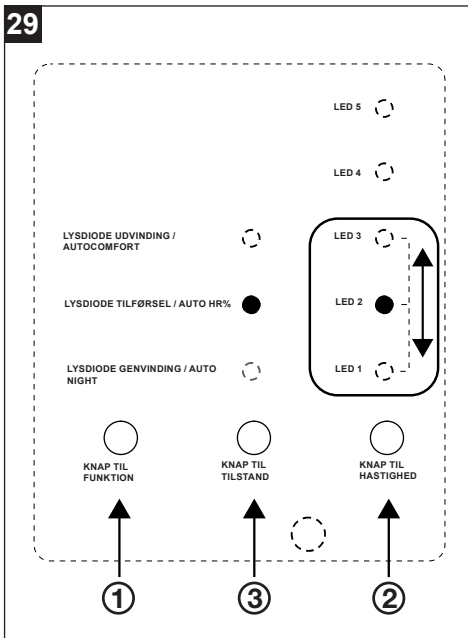 29
LED 5
LED 4
LYSDIODE UDVINDING /
AUTOCOMFORT
LED 3
LYSDIODE TILFØRSEL / AUTO HR%
LED 2
LYSDIODE GENVINDING / AUTO
NIGHT
LED 1
KNAP TIL
FUNKTION
KNAP TIL
TILSTAND
KNAP TIL
HASTIGHED
1
3
2